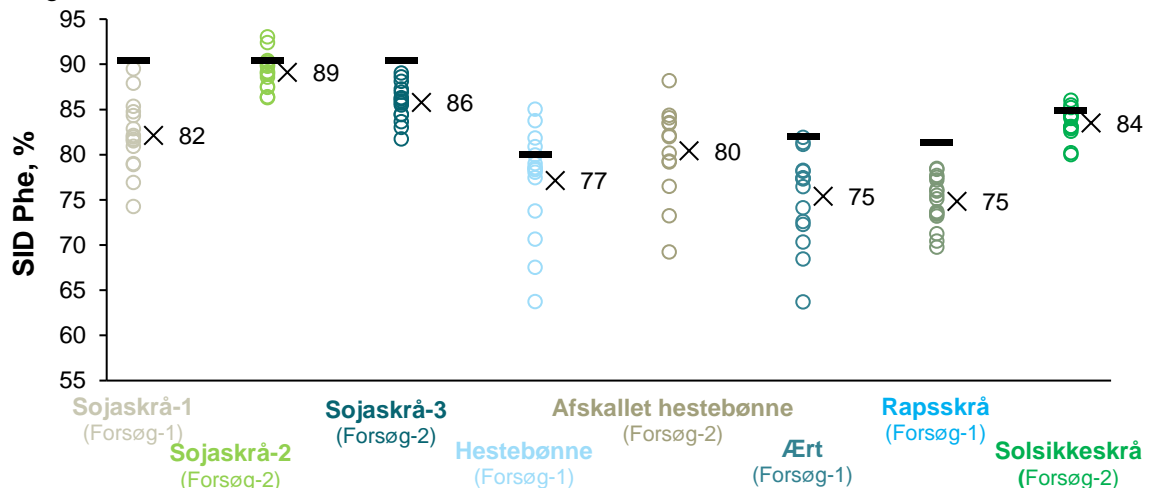 95
90
85
80
75
70
65
60
55
SID Phe, %
82
89
86
77
80
75
75
84
Sojaskrå-1
(Forsøg-1)
Sojaskrå-2
(Forsøg-2)
Sojaskrå-3
(Forsøg-2)
Hestebønne
(Forsøg-1)
Afskallet hestebønne
(Forsøg-2)
Ært
(Forsøg-1)
Rapsskrå
(Forsøg-1)
Solsikkeskrå
(Forsøg-2)